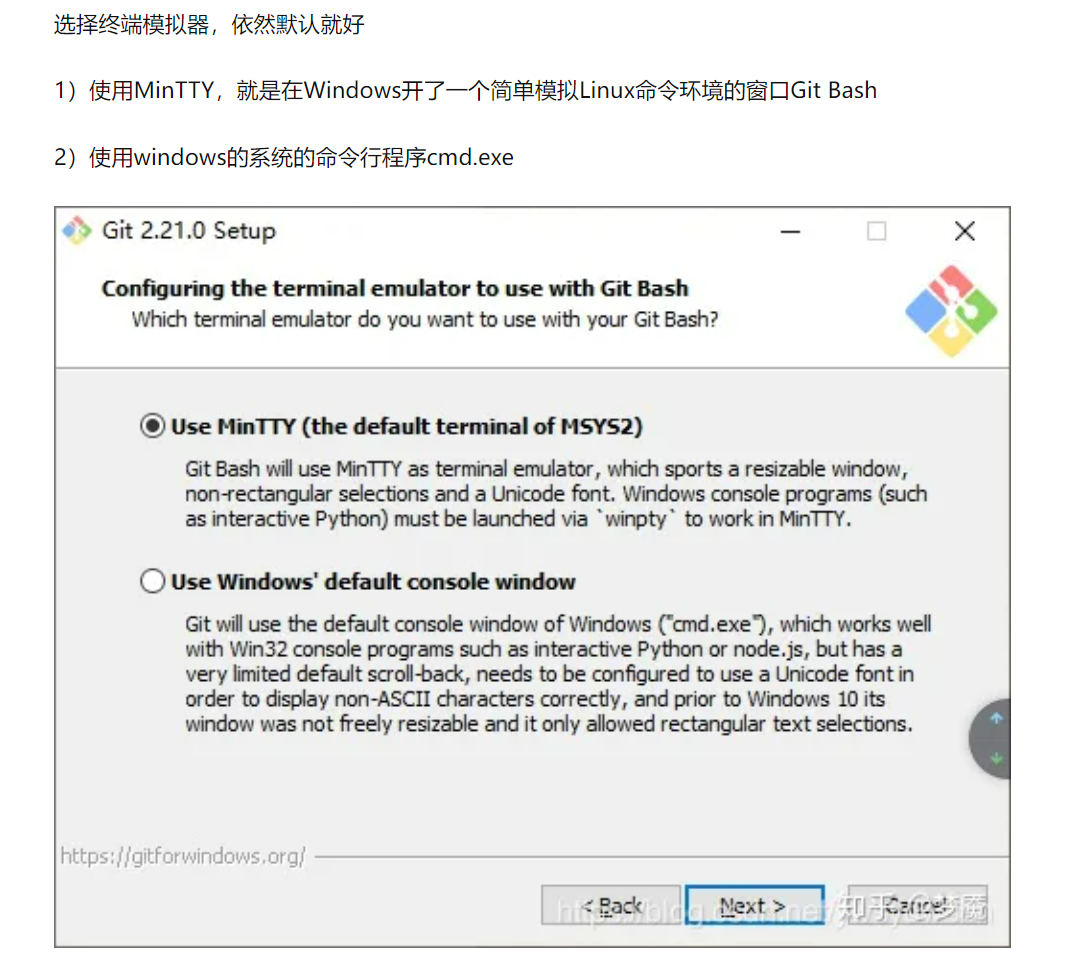 选择终端模拟器，依然默认就好
1）使用MinTTY，就是在Windows开了一个简单模拟Linux命令环境的窗口Git Bash
2）使用windows的系统的命令行程序cmd.exe
Git 2.21.0 Setup
Configuring the terminal emulator to use with Git Bash
Which terminal emulator do you want to use with your Git Bash?
Use MinTTY (the default terminal of MSYS2)
Git Bash will use MinTTY as terminal emulator, which sports a resizable window,
non-rectangular selections and a Unicode font. Windows console programs (such
as interactive Python) must be launched via `winpty` to work in MinTTY.
Use Windows' default console window
Git will use the default console window of Windows ("cmd.exe"), which works well
with Win32 console programs such as interactive Python or node.js, but has a
very limited default scroll-back, needs to be configured to use a Unicode font in
order to display non-ASCII characters correctly, and prior to Windows 10 its
window was not freely resizable and it only allowed rectangular text selections.
https://gitforwindows.org/
< Back Next > Cancel
知乎 @梦魇